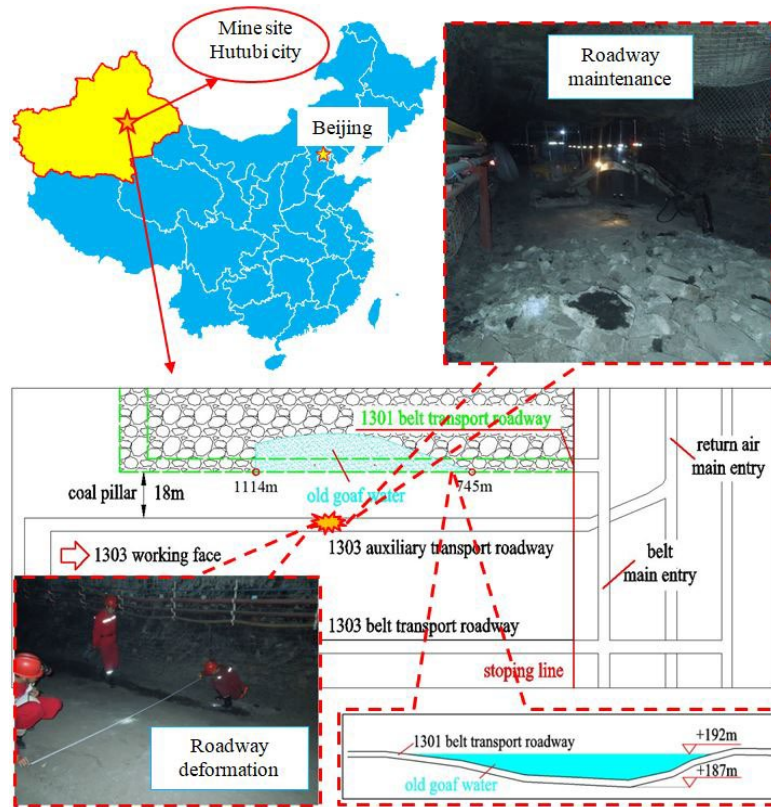 Mine site
Hutubi city
Beijing
Roadway
maintenance
1301 belt transport roadway
return air
main entry
old goaf water
1114m
745m
coal pillar
18m
1303 working face
1303 auxiliary transport roadway
belt
main entry
1303 belt transport roadway
stoping line
Roadway
deformation
1301 belt transport roadway
+192m
old goaf water
+187m